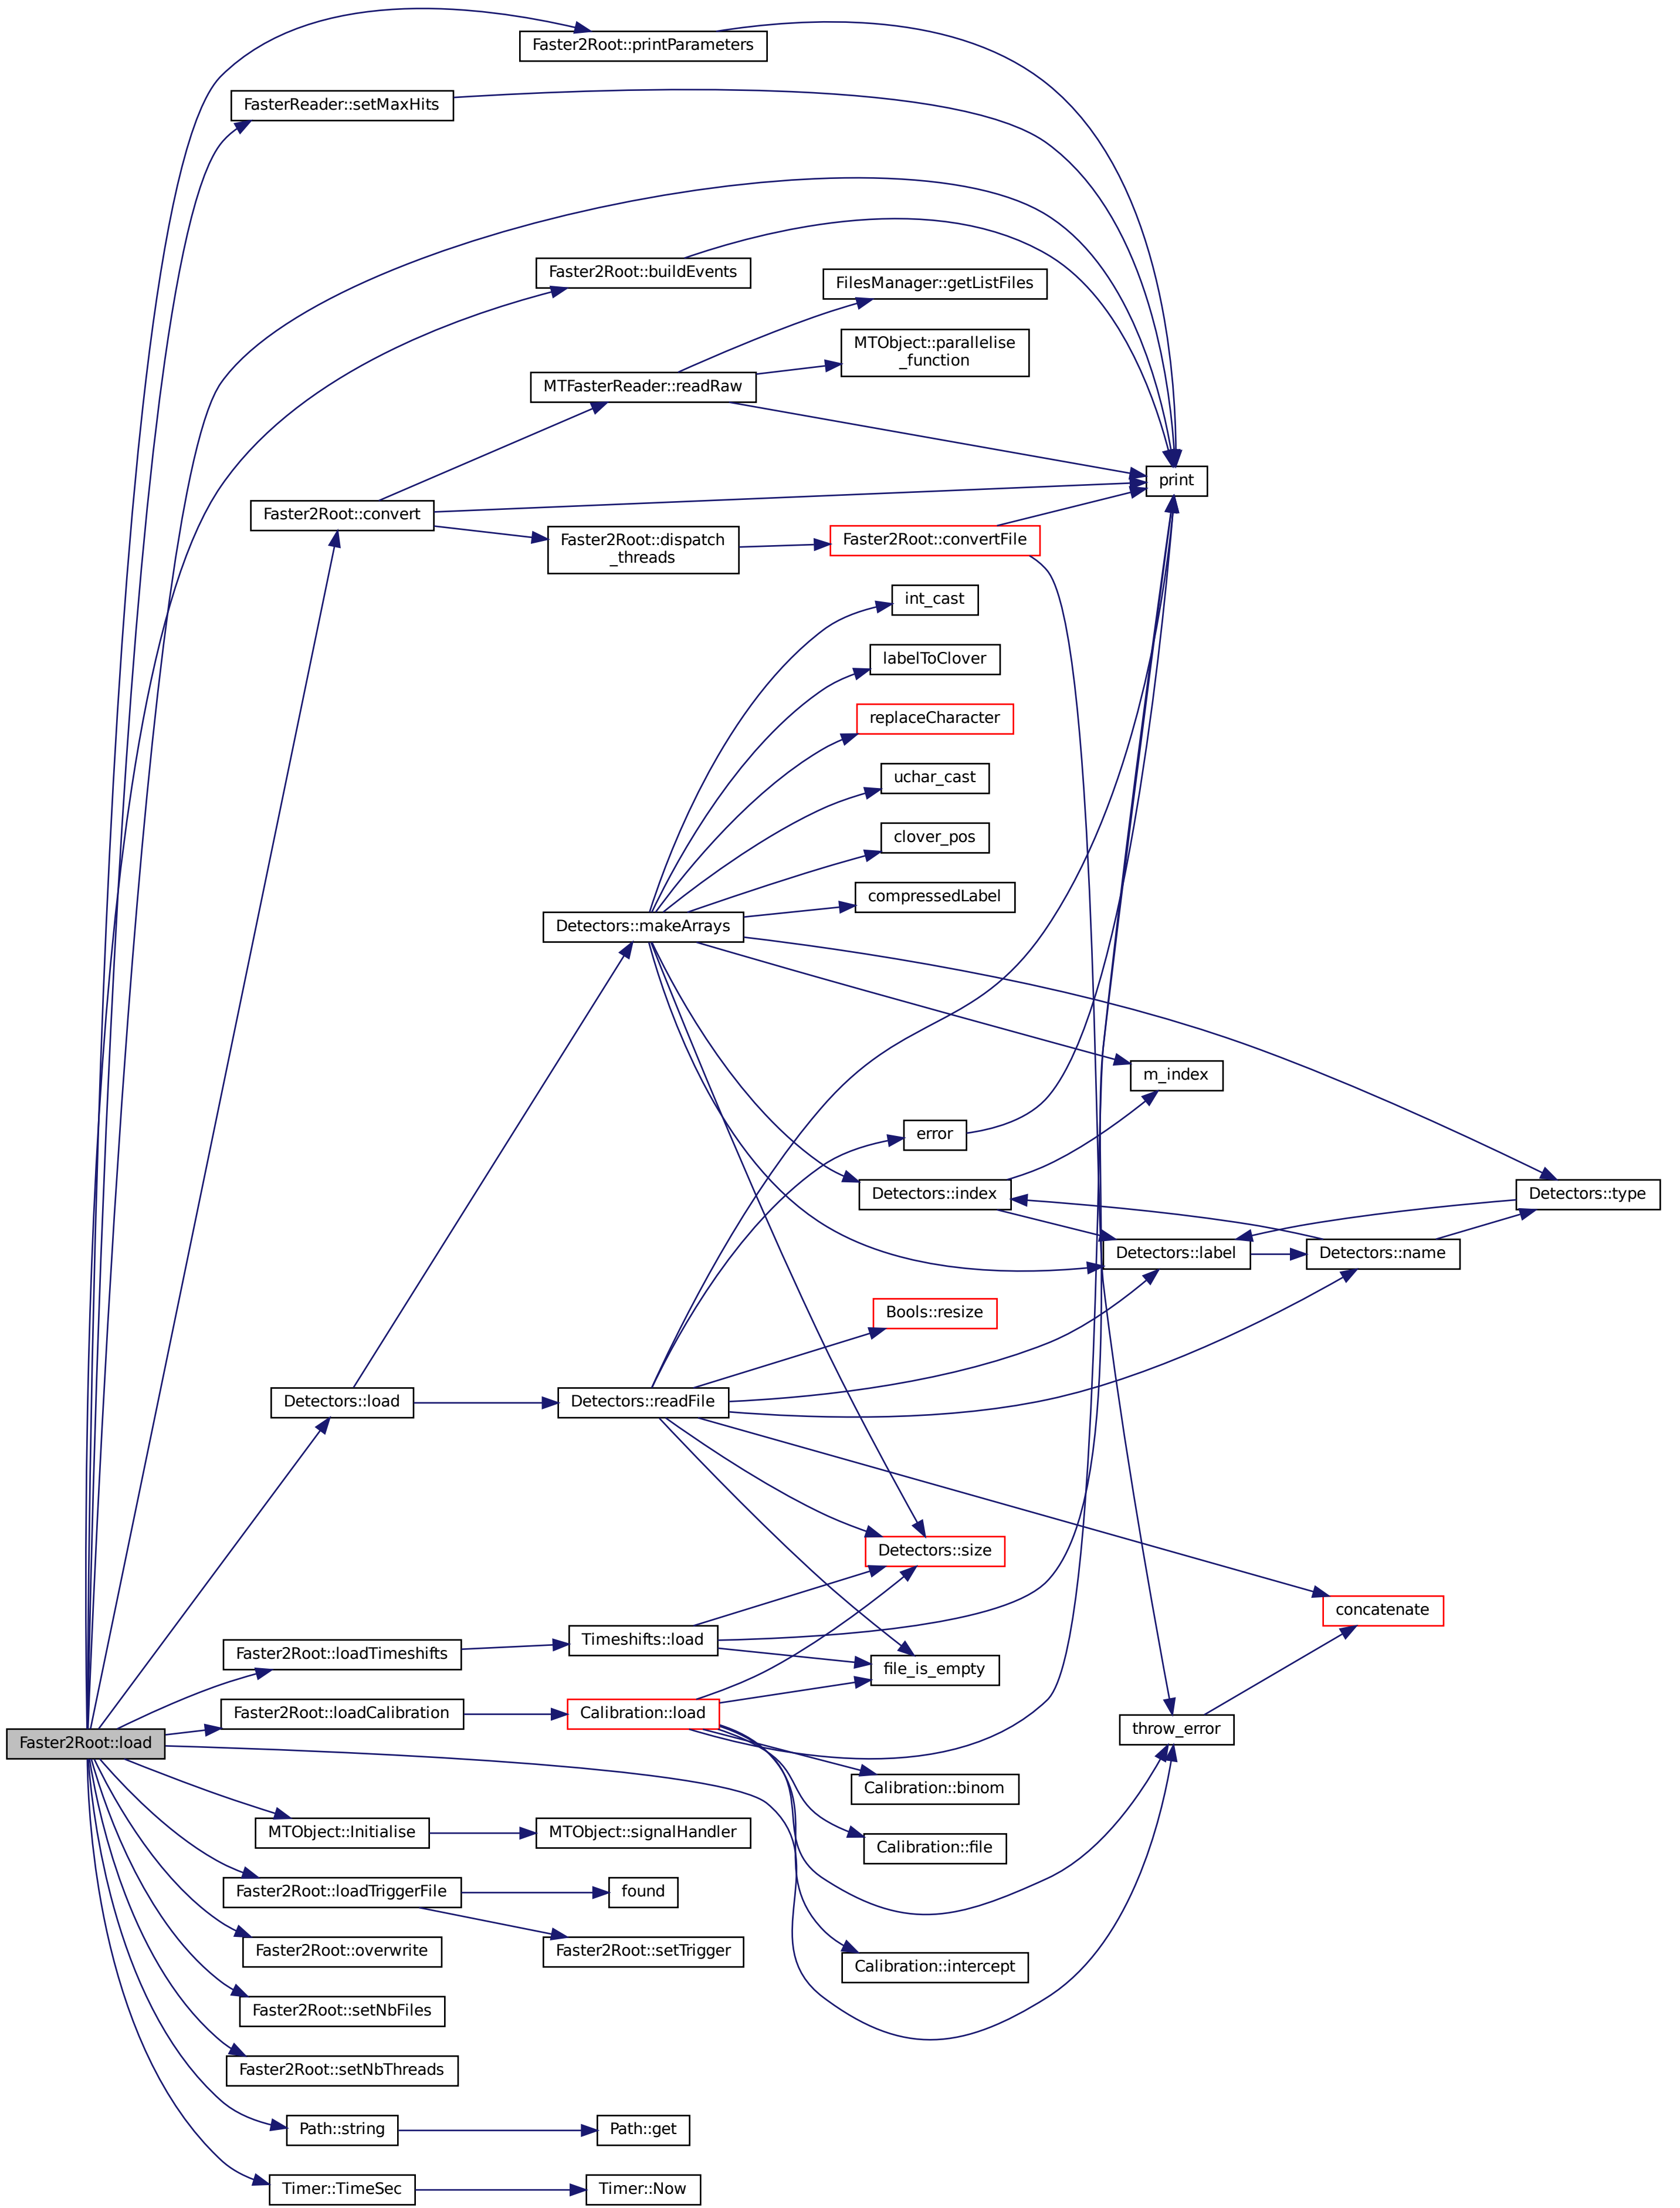 Faster2Root::printParameters
FasterReader::setMaxHits
Faster2Root::buildEvents
FilesManager::getListFiles
MTObject::parallelise
_function
MTFasterReader::readRaw
print
Faster2Root::convert
Faster2Root::dispatch
_threads
Faster2Root::convertFile
int_cast
labelToClover
replaceCharacter
uchar_cast
clover_pos
compressedLabel
Detectors::makeArrays
m_index
error
Detectors::index
Detectors::type
Detectors::label
Detectors::name
Bools::resize
Detectors::load
Detectors::readFile
Detectors::size
concatenate
Timeshifts::load
Faster2Root::loadTimeshifts
file_is_empty
Faster2Root::loadCalibration
Calibration::load
throw_error
Faster2Root::load
Calibration::binom
MTObject::Initialise
MTObject::signalHandler
Calibration::file
Faster2Root::loadTriggerFile
found
Faster2Root::overwrite
Faster2Root::setTrigger
Calibration::intercept
Faster2Root::setNbFiles
Faster2Root::setNbThreads
Path::string
Path::get
Timer::TimeSec
Timer::Now